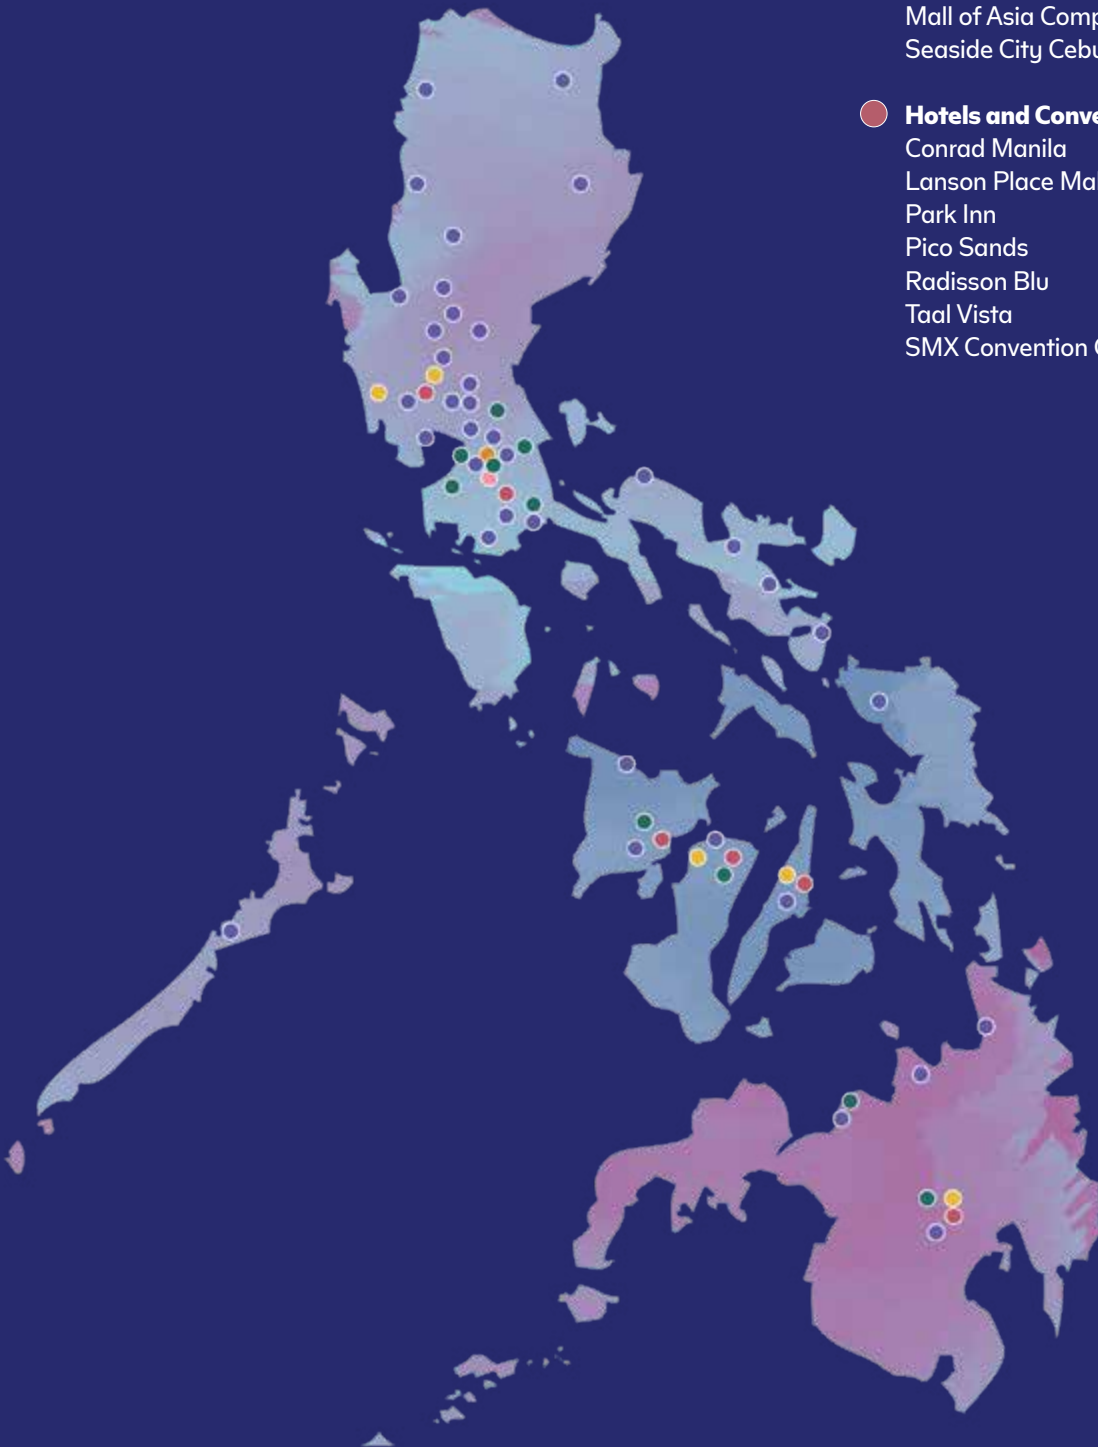 Mall of Asia Comp
Seaside City Cebu
Hotels and Conve
Conrad Manila
Lanson Place Ma
Park Inn
Pico Sands
Radisson Blu
Taal Vista
SMX Convention